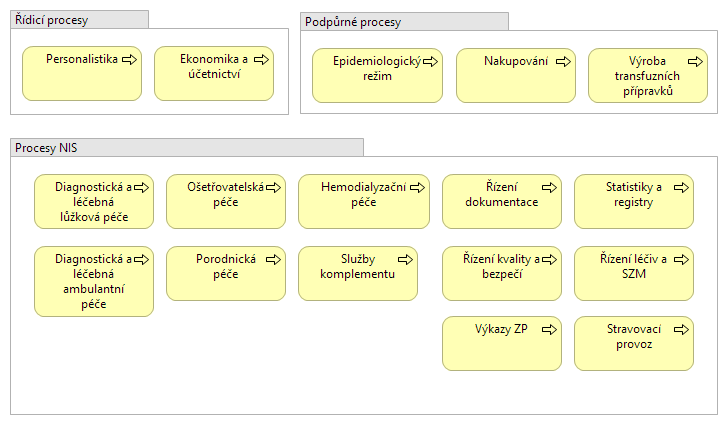 Řídicí procesy
Personalistika
Ekonomika a
účetnictví
Podpůrné procesy
Epidemiologický
režim
Nakupování
Výroba
transfuzních
přípravků
Procesy NIS
Diagnostická a
léčebná
lůžková péče
Ošetřovatelská
péče
Hemodialyzační
péče
Řízení
dokumentace
Statistiky a
registry
Diagnostická a
léčebná
ambulantní
péče
Porodnická
péče
Služby
komplementu
Řízení kvality a
bezpečí
Řízení léčiv a
SZM
Výkazy ZP
Stravovací
provoz